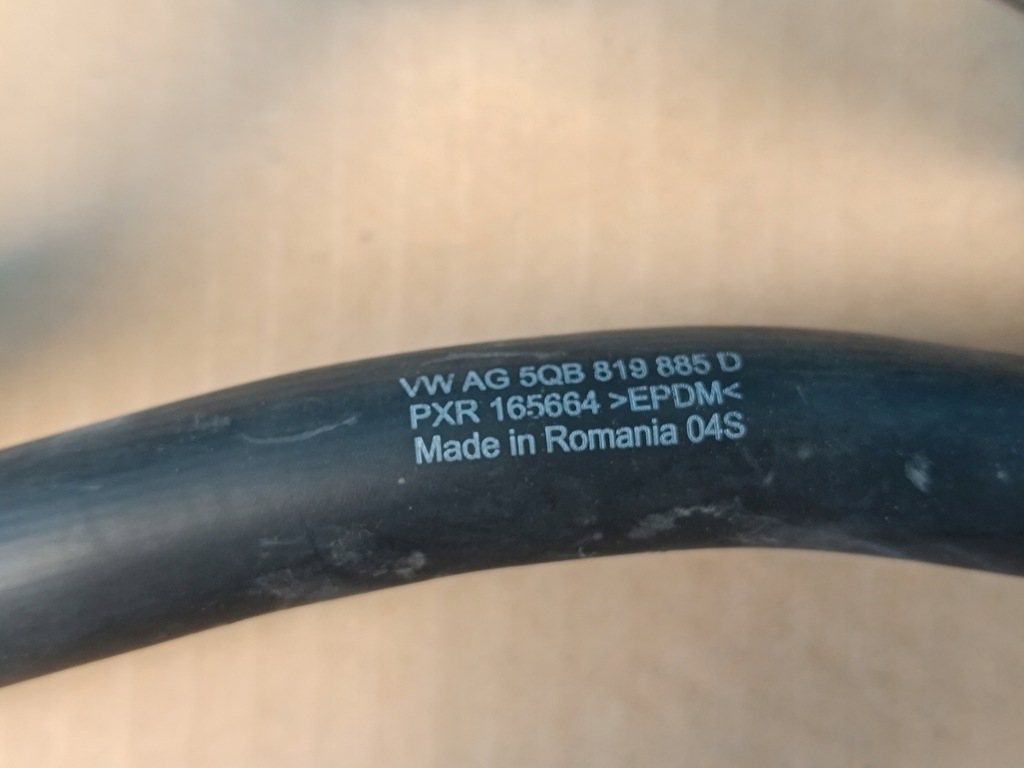 VW AG 5QB 819 885 D
PXR 165664 >EPDM<
Made in Romania 04S